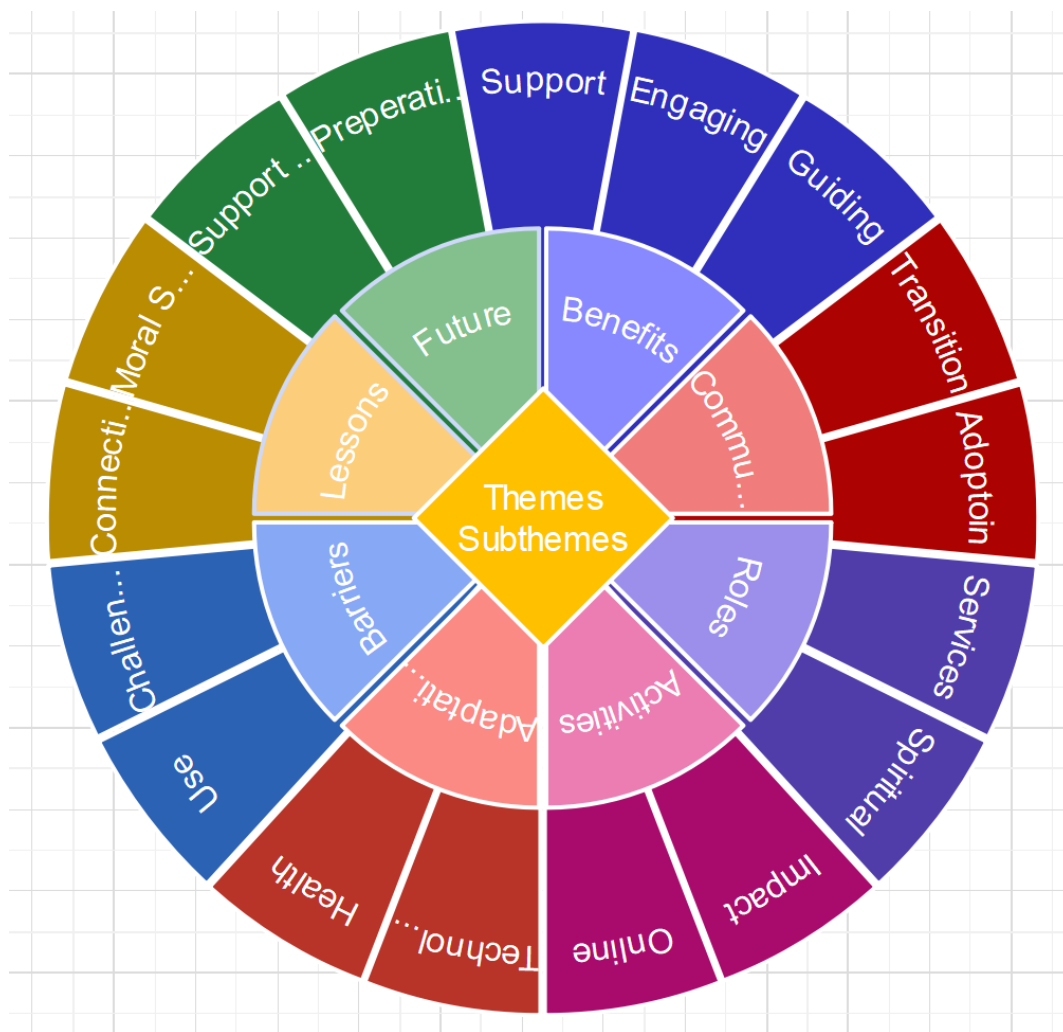 Support
Engaging
Guiding
Transition
Adoptoin
Services
Spiritual
Impact
Online
Technol...
Health
Use
Challen...
Connecti...
Moral S...
Support ...
Preperati...
Benefits
Commu...
Roles
Activities
Adaptati...
Barriers
Lessons
Future
Themes
Subthemes